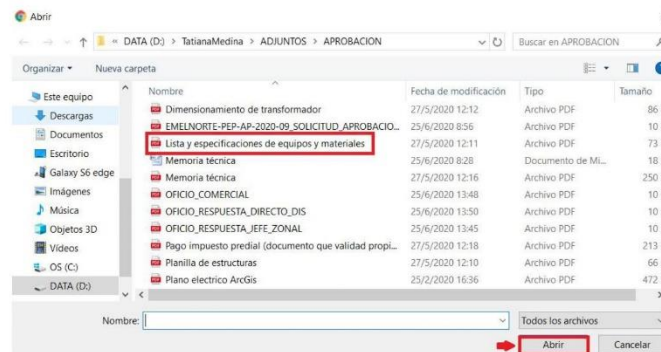 Abrir
« DATA (D:) > TatianaMedina > ADJUNTOS > APROBACION
Buscar en APROBACION
Organizar
Nueva carpeta
Este equipo
Descargas
Documentos
Escritorio
Galaxy S6 edge
Imágenes
Música
Objetos 3D
Vídeos
OS (C:)
DATA (D:)
Nombre Fecha de modificación Tipo Tamaño
Dimensionamiento de transformador 27/5/2020 12:12 Archivo PDF 86
EMELNORTE-PEP-AP-2020-09_SOLICITUD_APROBACIO... 25/6/2020 8:56 Archivo PDF 10
Lista y especificaciones de equipos y materiales 27/5/2020 12:11 Archivo PDF 73
Memoria técnica 25/6/2020 8:28 Documento de Mi... 18
Memoria técnica 27/5/2020 12:16 Archivo PDF 250
OFICIO_COMERCIAL 25/6/2020 13:48 Archivo PDF 10
OFICIO_RESPUESTA_DIRECTO_DIS 25/6/2020 13:50 Archivo PDF 10
OFICIO_RESPUESTA_JEFE_ZONAL 25/6/2020 13:45 Archivo PDF 10
Pago impuesto predial (documento que validad propi... 27/5/2020 12:18 Archivo PDF 213
Planilla de estructuras 27/5/2020 12:10 Archivo PDF 66
Plano electrico ArcGis 25/2/2020 16:36 Archivo PDF 472
Nombre:
Todos los archivos
Abrir
Cancelar